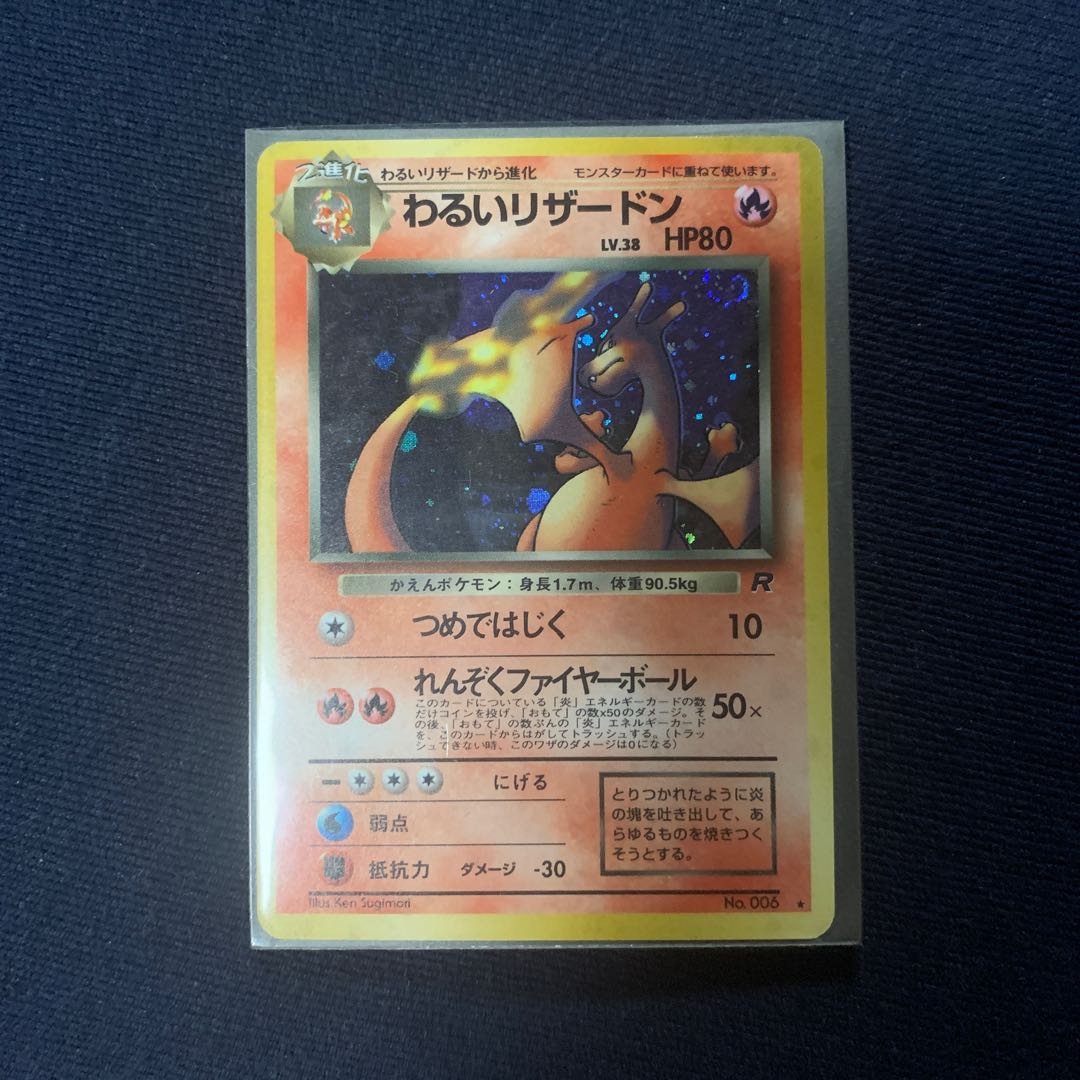 2進化
わるいリザードから進化
モンスターカードに重ねて使います。
わるいリザードン
LV.38 HP80
かえんポケモン：身長1.7m、体重90.5kg
R
つめではじく 10
れんぞくファイヤーボール
このカードについている「炎」エネルギーカードの数
だけコインを投げ、「おもて」の数x50のダメージ。そ
の後、「おもて」の数ぶんの「炎」エネルギーカード
を、このカードからはがしてトラッシュする。（トラッ
シュできない時、このワザのダメージは0になる）
50×
にげる
弱点
抵抗力 ダメージ -30
とりつかれたように炎
の塊を吐き出して、あ
らゆるものを焼きつく
そうとする。
Illus. Ken Sugimori
No. 006 ★